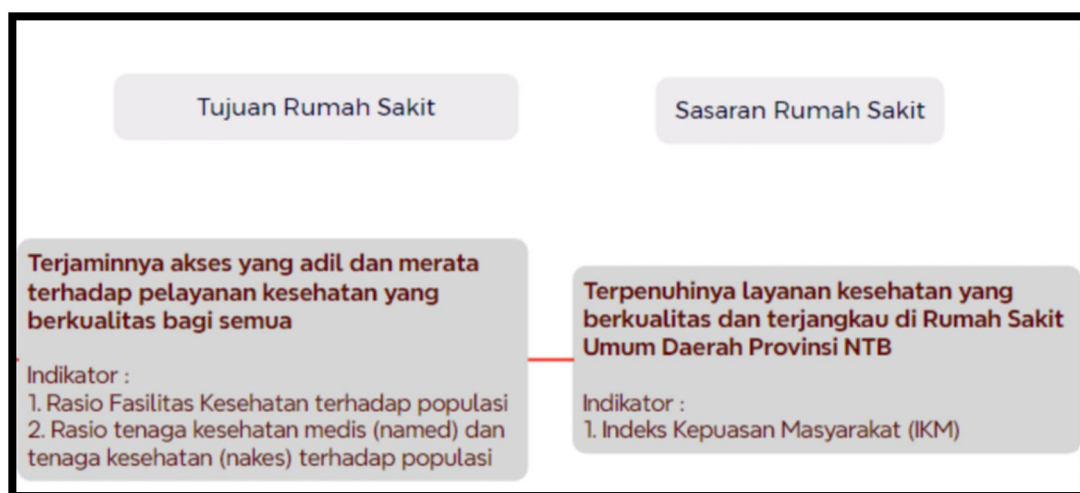 Tujuan Rumah Sakit
Sasaran Rumah Sakit
Terjaminnya akses yang adil dan merata
terhadap pelayanan kesehatan yang
berkualitas bagi semua
Indikator :
1. Rasio Fasilitas Kesehatan terhadap populasi
2. Rasio tenaga kesehatan medis (named) dan
tenaga kesehatan (nakes) terhadap populasi
Terpenuhinya layanan kesehatan yang
berkualitas dan terjangkau di Rumah Sakit
Umum Daerah Provinsi NTB
Indikator :
1. Indeks Kepuasan Masyarakat (IKM)